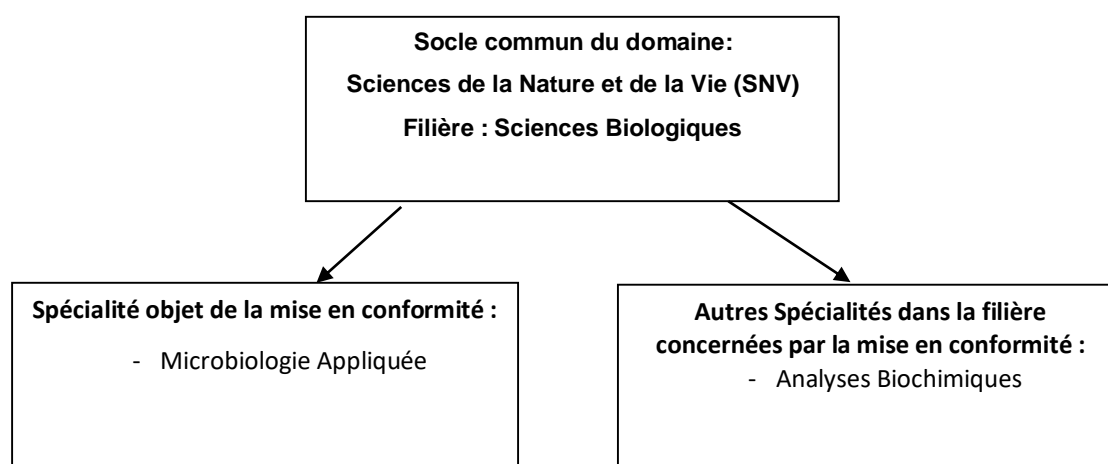 Socle commun du domaine:
Sciences de la Nature et de la Vie (SNV)
Filière : Sciences Biologiques
Spécialité objet de la mise en conformité :
- Microbiologie Appliquée
Autres Spécialités dans la filière
concernées par la mise en conformité :
- Analyses Biochimiques